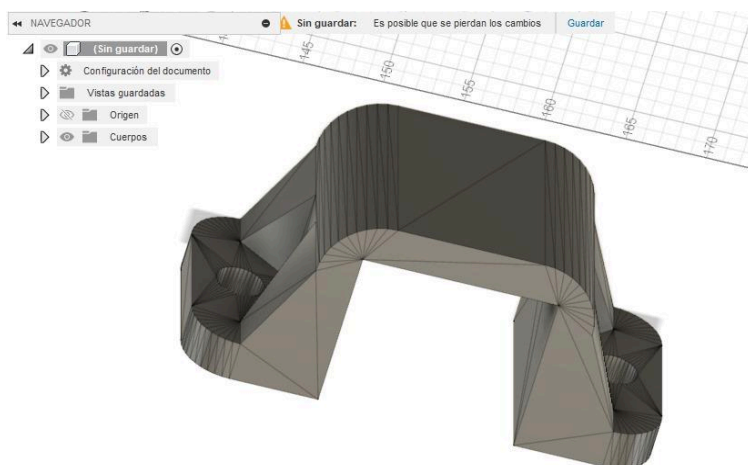 NAVEGADOR
Sin guardar: Es posible que se pierdan los cambios Guardar
(Sin guardar)
Configuración del documento
Vistas guardadas
Origen
Cuerpos
145
150
155
160
165
170